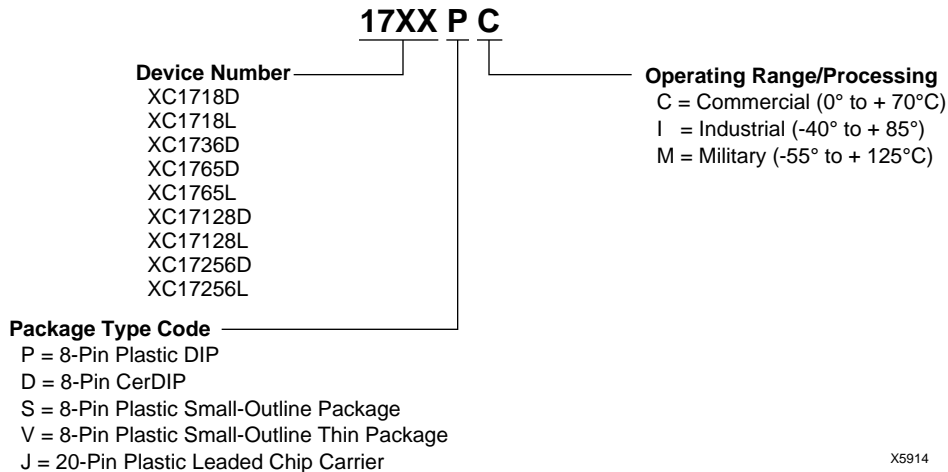 17XX P C
Device Number
XC1718D
XC1718L
XC1736D
XC1765D
XC1765L
XC17128D
XC17128L
XC17256D
XC17256L
Operating Range/Processing
C = Commercial (0° to + 70°C)
I = Industrial (-40° to + 85°)
M = Military (-55° to + 125°C)
Package Type Code
P = 8-Pin Plastic DIP
D = 8-Pin CerDIP
S = 8-Pin Plastic Small-Outline Package
V = 8-Pin Plastic Small-Outline Thin Package
J = 20-Pin Plastic Leaded Chip Carrier
X5914